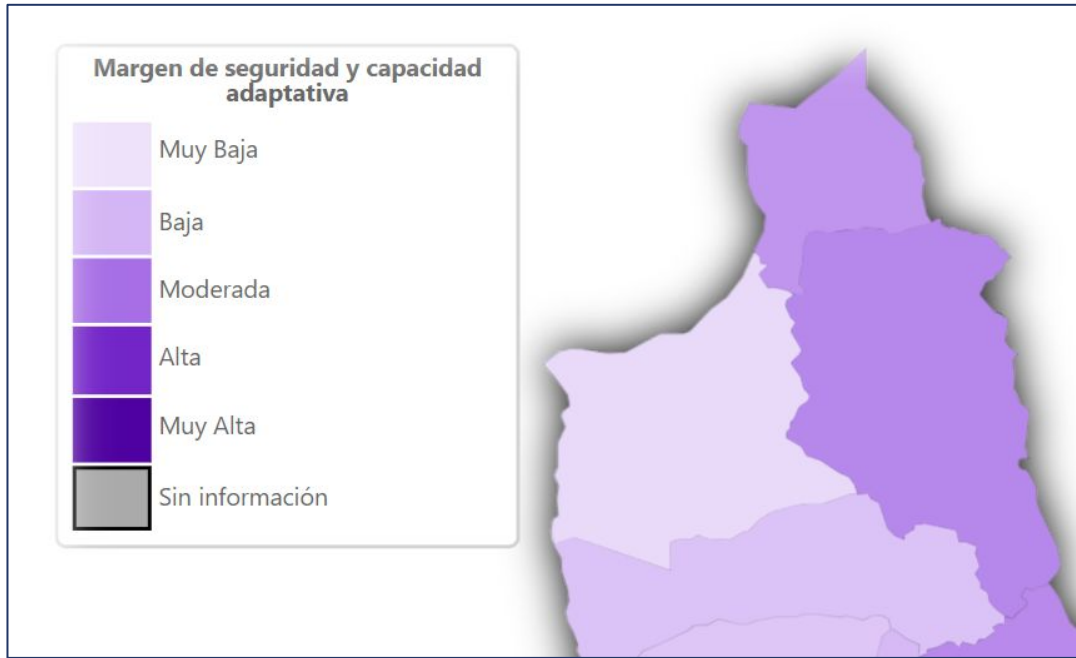 Margen de seguridad y capacidad
adaptativa
Muy Baja
Baja
Moderada
Alta
Muy Alta
Sin información